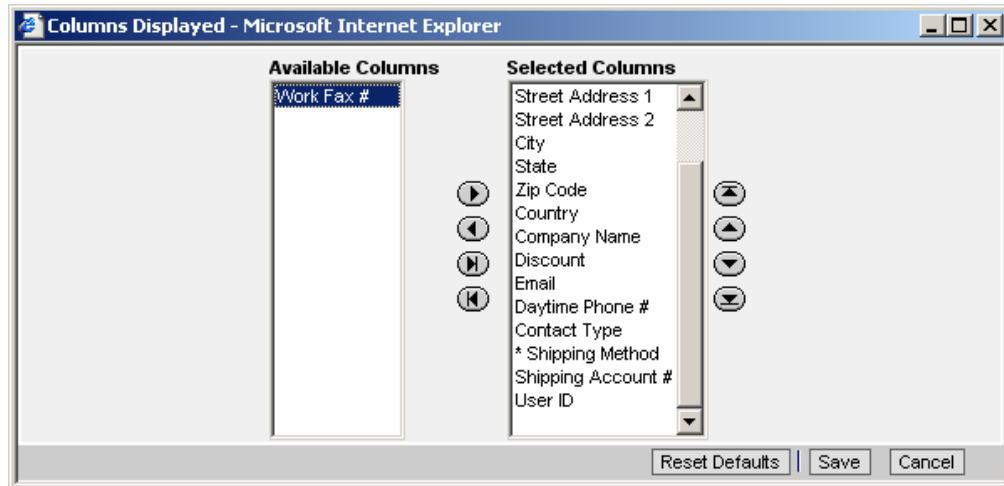 Columns Displayed - Microsoft Internet Explorer
Available Columns
Selected Columns
Work Fax #
Street Address 1
Street Address 2
City
State
Zip Code
Country
Company Name
Discount
Email
Daytime Phone #
Contact Type
* Shipping Method
Shipping Account #
User ID
Reset Defaults | Save Cancel